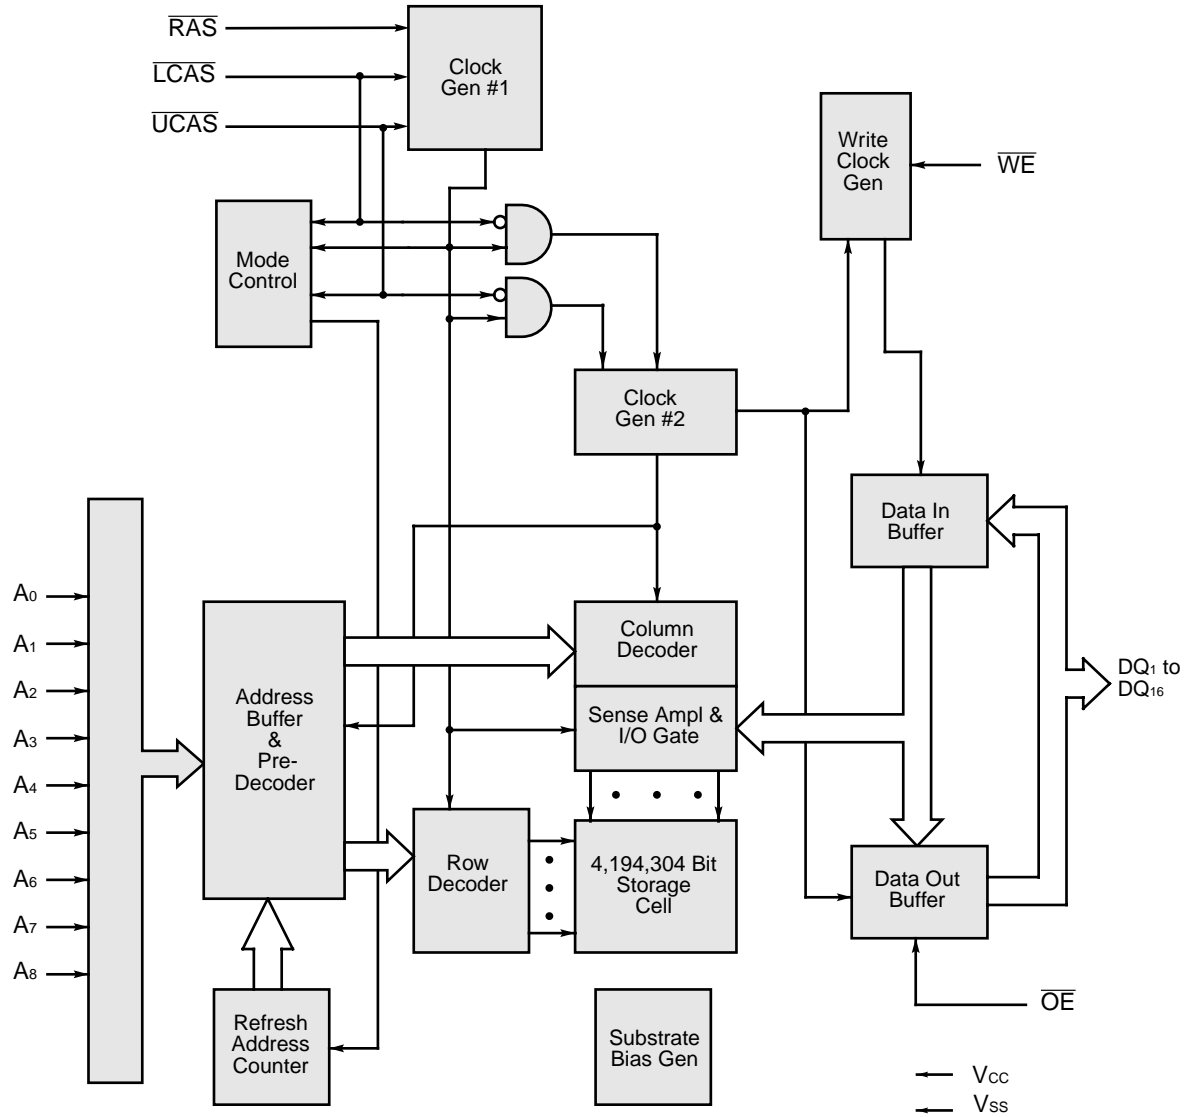 RAS
LCAS
UCAS
Clock
Gen #1
Write
Clock
Gen
WE
Mode
Control
Clock
Gen #2
Data In
Buffer
A0
A1
A2
A3
A4
A5
A6
A7
A8
Address
Buffer
&
Pre-
Decoder
Column
Decoder
Sense Ampl &
I/O Gate
DQ1 to
DQ16
Row
Decoder
4,194,304 Bit
Storage
Cell
Data Out
Buffer
Refresh
Address
Counter
Substrate
Bias Gen
OE
VCC
VSS